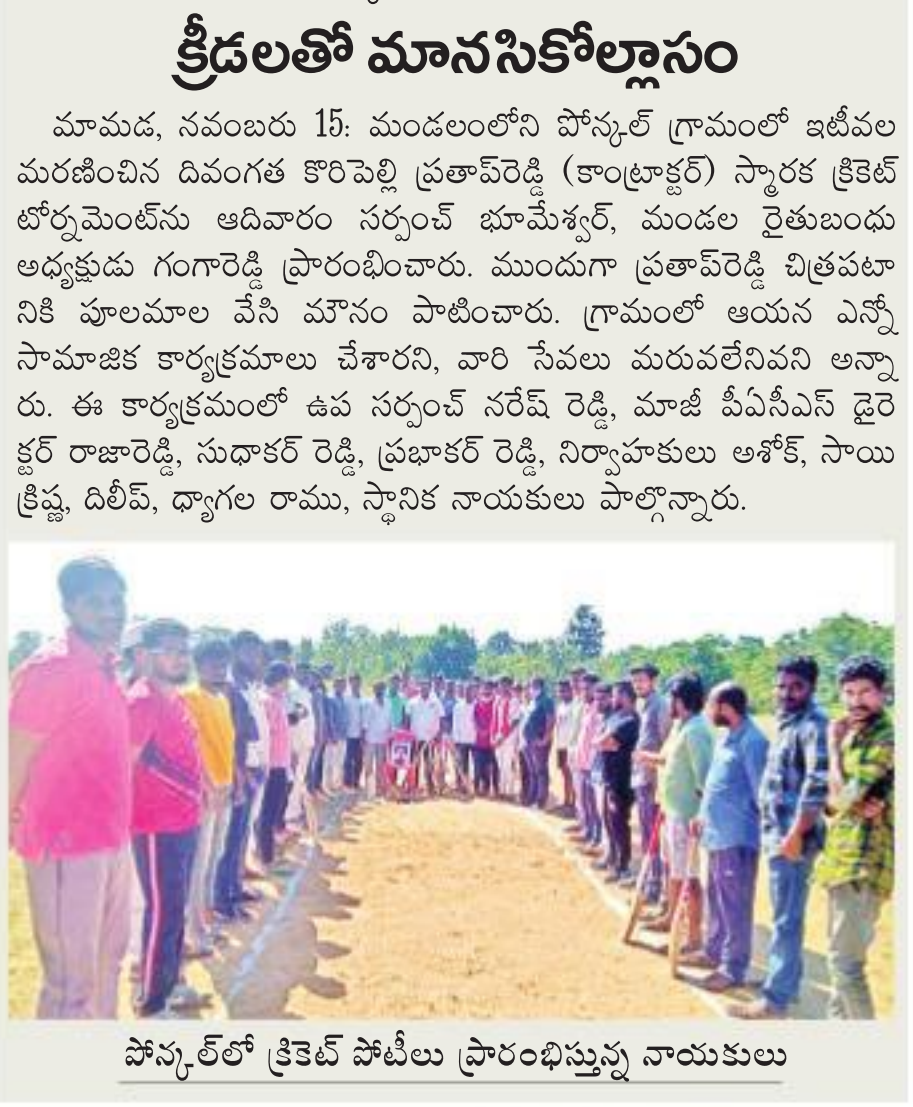 క్రీడలతో మానసికోల్లాసం
మామడ, నవంబరు 15: మండలంలోని పోన్కల్ గ్రామంలో ఇటీవల
మరణించిన దివంగత కొరిపెల్లి ప్రతాప్‌రెడ్డి (కాంట్రాక్టర్) స్మారక క్రికెట్
టోర్నమెంట్‌ను ఆదివారం సర్పంచ్ భూమేశ్వర్, మండల రైతుబంధు
అధ్యక్షుడు గంగారెడ్డి ప్రారంభించారు. ముందుగా ప్రతాప్‌రెడ్డి చిత్రపటా
నికి పూలమాల వేసి మౌనం పాటించారు. గ్రామంలో ఆయన ఎన్నో
సామాజిక కార్యక్రమాలు చేశారని, వారి సేవలు మరువలేనివని అన్నా
రు. ఈ కార్యక్రమంలో ఉప సర్పంచ్ నరేష్ రెడ్డి, మాజీ పీఏసీఎస్ డైరె
క్టర్ రాజారెడ్డి, సుధాకర్ రెడ్డి, ప్రభాకర్ రెడ్డి, నిర్వాహకులు అశోక్, సాయి
క్రిష్ణ, దిలీప్, ధ్యాగల రాము, స్థానిక నాయకులు పాల్గొన్నారు.
పోన్కల్‌లో క్రికెట్ పోటీలు ప్రారంభిస్తున్న నాయకులు